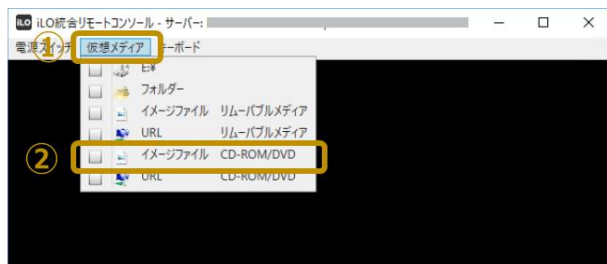 iLO iLO統合リモートコンソール - サーバー:
電源スイッチ 仮想メディア キーボード
①
E:¥
フォルダー
イメージファイル リムーバブルメディア
URL リムーバブルメディア
② イメージファイル CD-ROM/DVD
URL CD-ROM/DVD